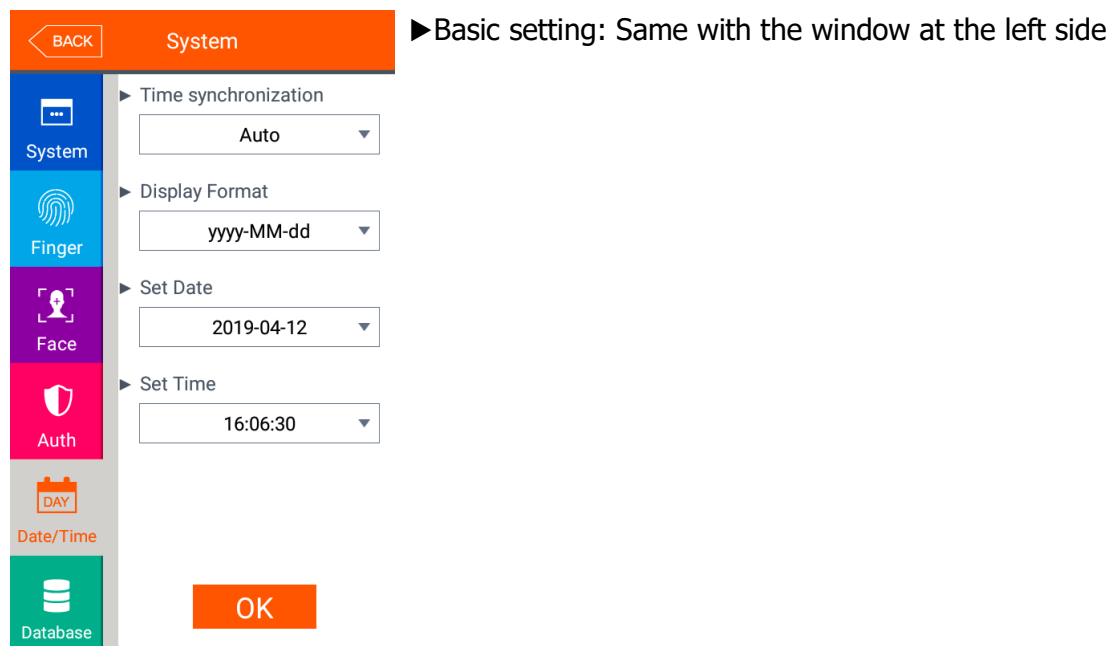 BACK
System
▶Basic setting: Same with the window at the left side
System
Finger
Face
Auth
DAY
Date/Time
Database
▶ Time synchronization
Auto
▶ Display Format
yyyy-MM-dd
▶ Set Date
2019-04-12
▶ Set Time
16:06:30
OK